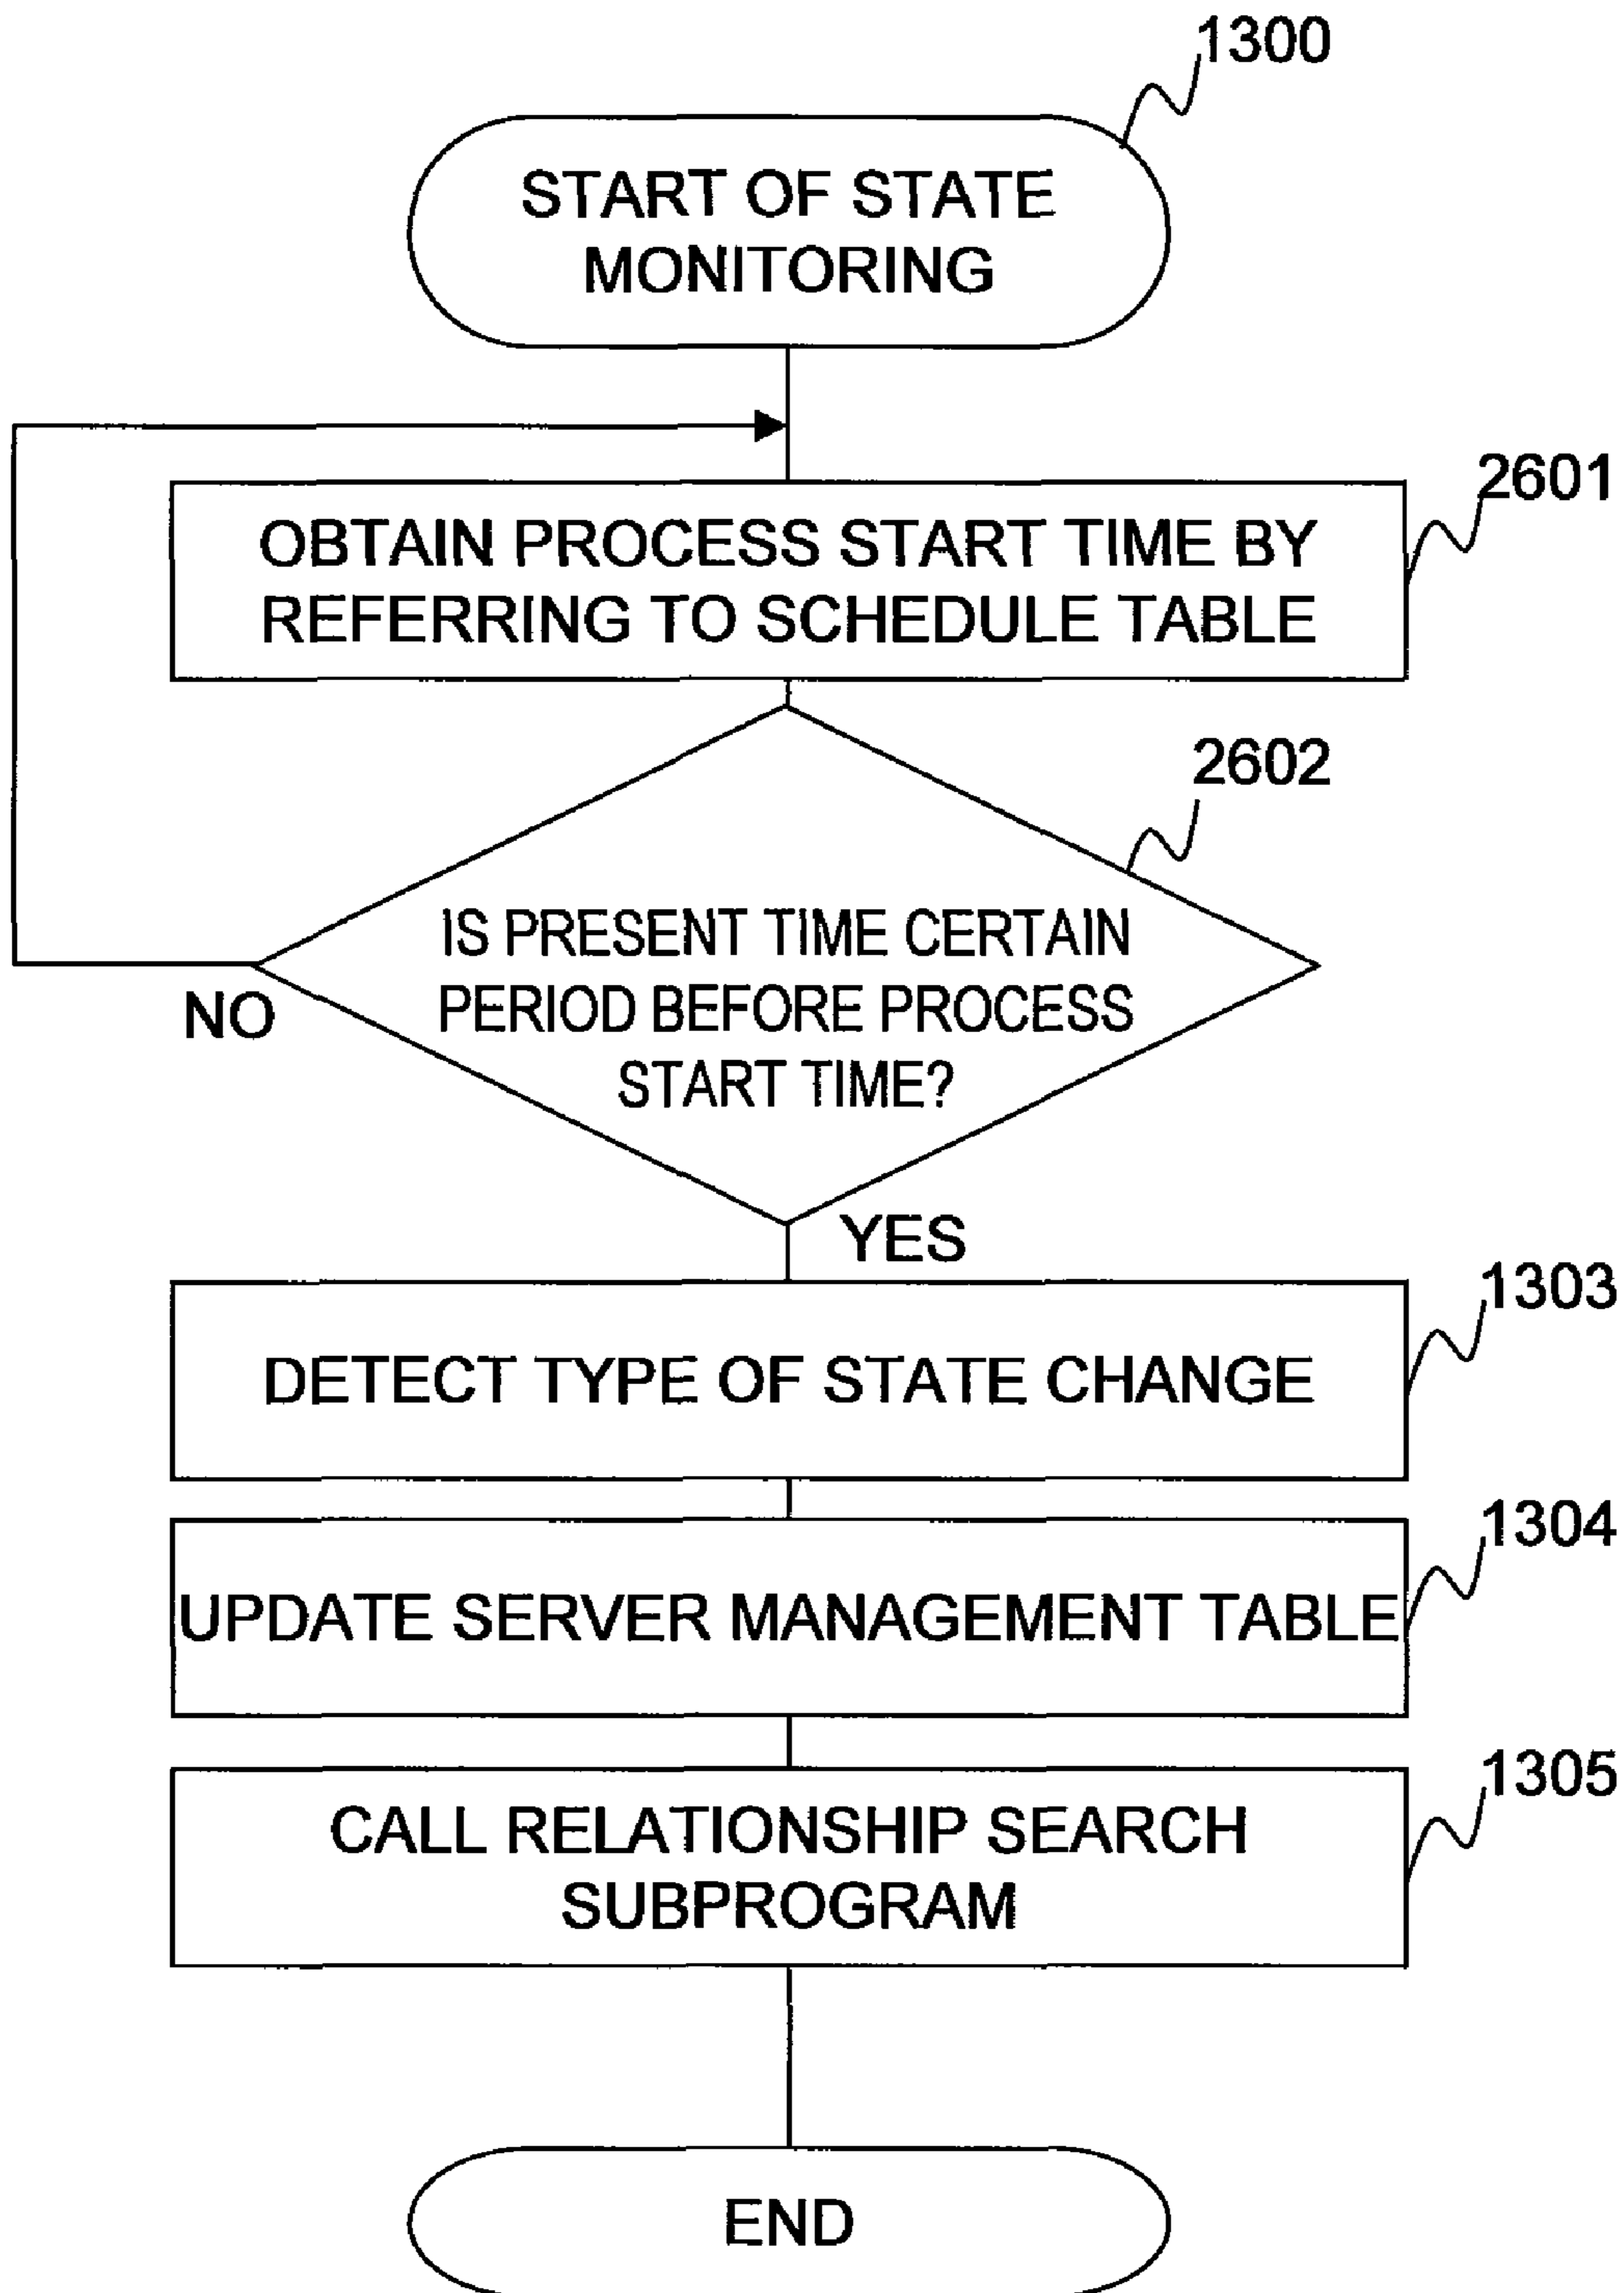 1300
START OF STATE
MONITORING
2601
OBTAIN PROCESS START TIME BY
REFERRING TO SCHEDULE TABLE
2602
IS PRESENT TIME CERTAIN
PERIOD BEFORE PROCESS
START TIME?
NO
YES
1303
DETECT TYPE OF STATE CHANGE
1304
UPDATE SERVER MANAGEMENT TABLE
1305
CALL RELATIONSHIP SEARCH
SUBPROGRAM
END